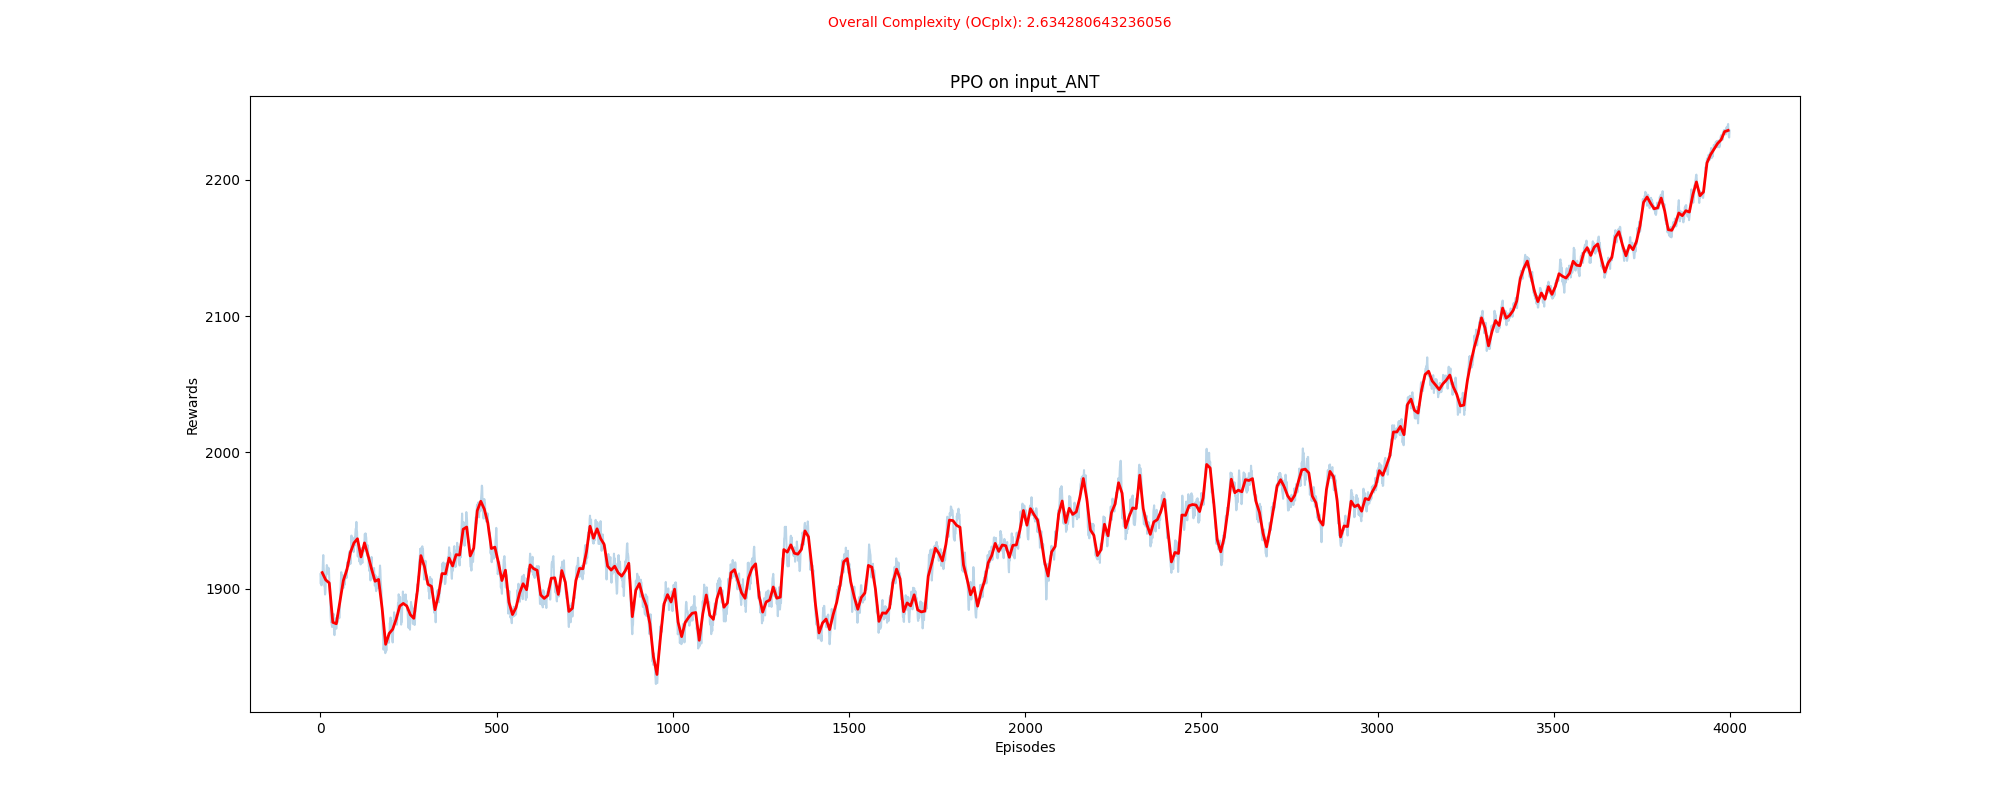 Overall Complexity (OCplx): 2.634280643236056
PPO on input_ANT
2200
2100
2000
1900
Rewards
0 500 1000 1500 2000 2500 3000 3500 4000
Episodes